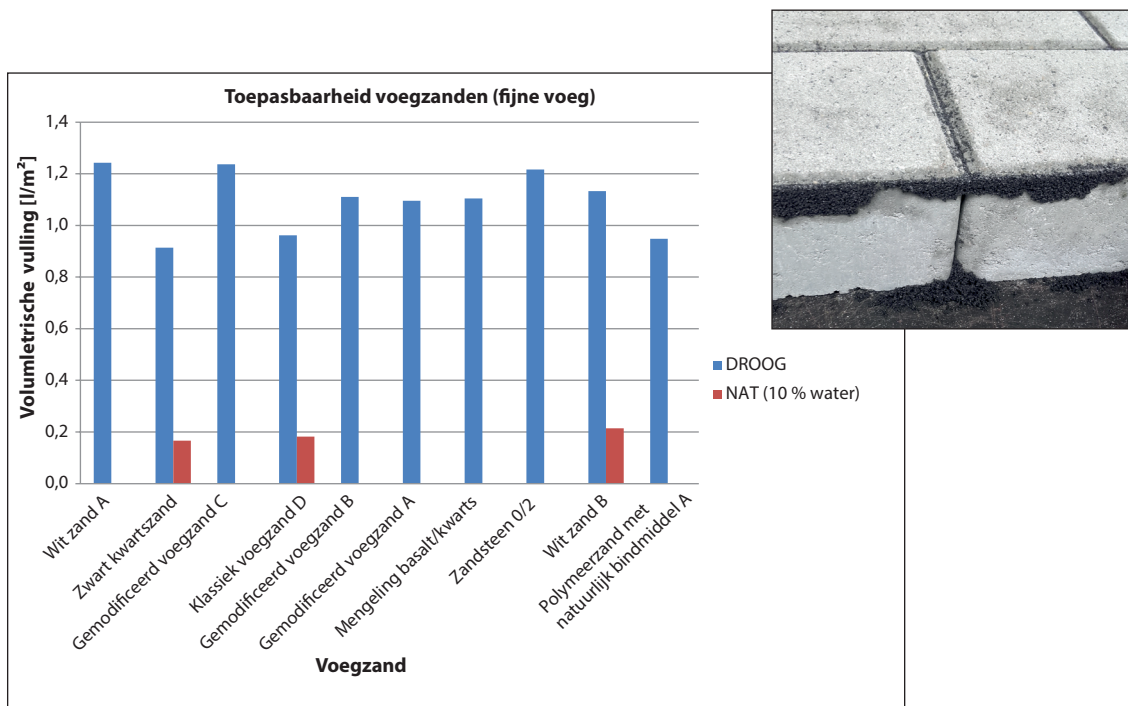 Toepasbaarheid voegzanden (fijne voeg)
Volumletrische vulling [l/m²]
1,4
1,2
1,0
0,8
0,6
0,4
0,2
0,0
Wit zand A
Zwart kwartszand
Gemodificeerd voegzand C
Klassiek voegzand D
Gemodificeerd voegzand B
Gemodificeerd voegzand A
Mengeling basalt/kwarts
Zandsteen 0/2
Wit zand B
Polymeerzand met
natuurlijk bindmiddel A
Voegzand
DROOG
NAT (10 % water)